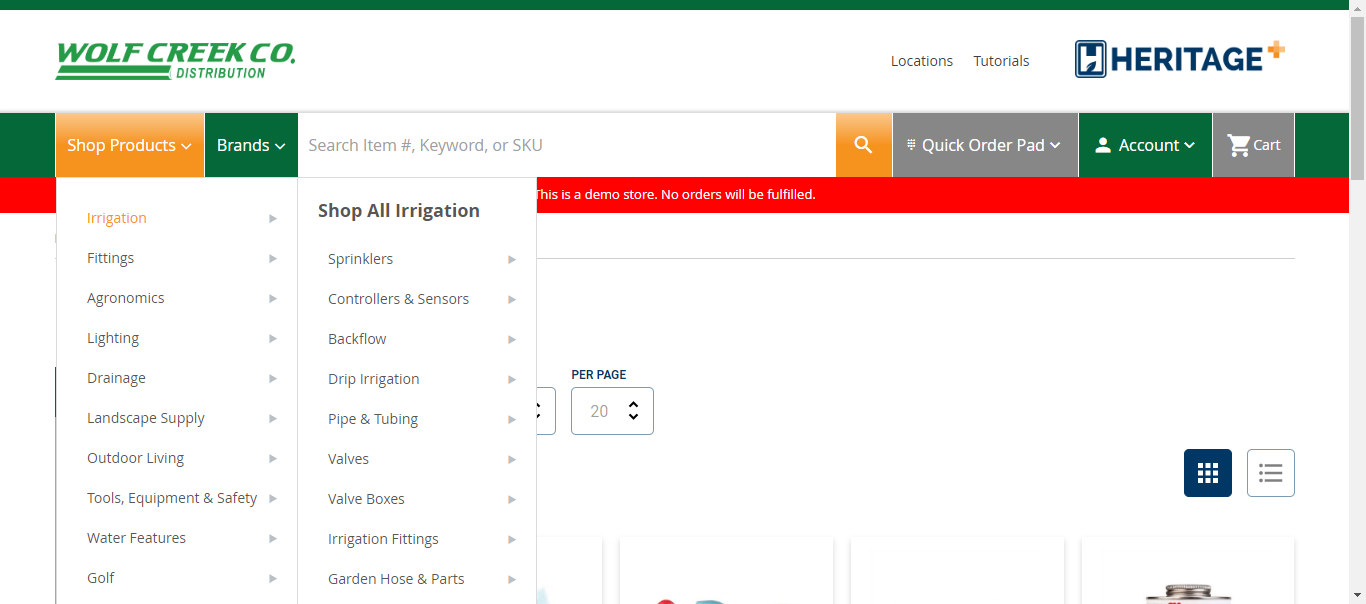 WOLF CREEK CO.
DISTRIBUTION
Locations
Tutorials
HERITAGE+
Shop Products
Brands
Search Item #, Keyword, or SKU
Quick Order Pad
Account
Cart
This is a demo store. No orders will be fulfilled.
Irrigation
Fittings
Agronomics
Lighting
Drainage
Landscape Supply
Outdoor Living
Tools, Equipment & Safety
Water Features
Golf
Shop All Irrigation
Sprinklers
Controllers & Sensors
Backflow
Drip Irrigation
Pipe & Tubing
Valves
Valve Boxes
Irrigation Fittings
Garden Hose & Parts
PER PAGE
20